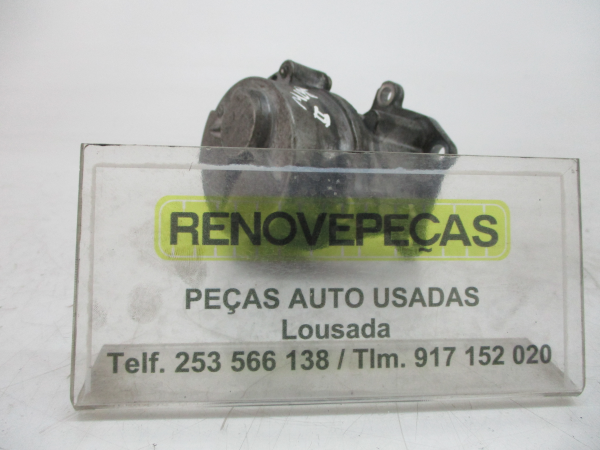 RENOVEPEÇAS
PEÇAS AUTO USADAS
Lousada
Telf. 253 566 138 / Tlm. 917 152 020